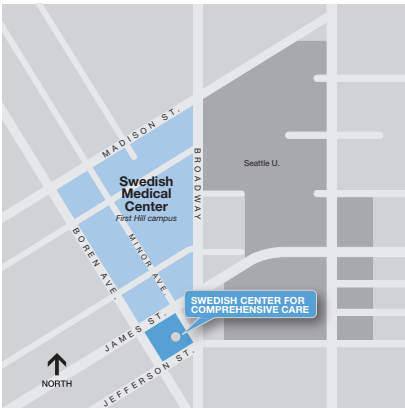 MADISON ST.
BROADWAY
Seattle U.
Swedish
Medical
Center
First Hill campus
BOREN AVE.
MINOR AVE.
SWEDISH CENTER FOR
COMPREHENSIVE CARE
JAMES ST.
JEFFERSON ST.
NORTH